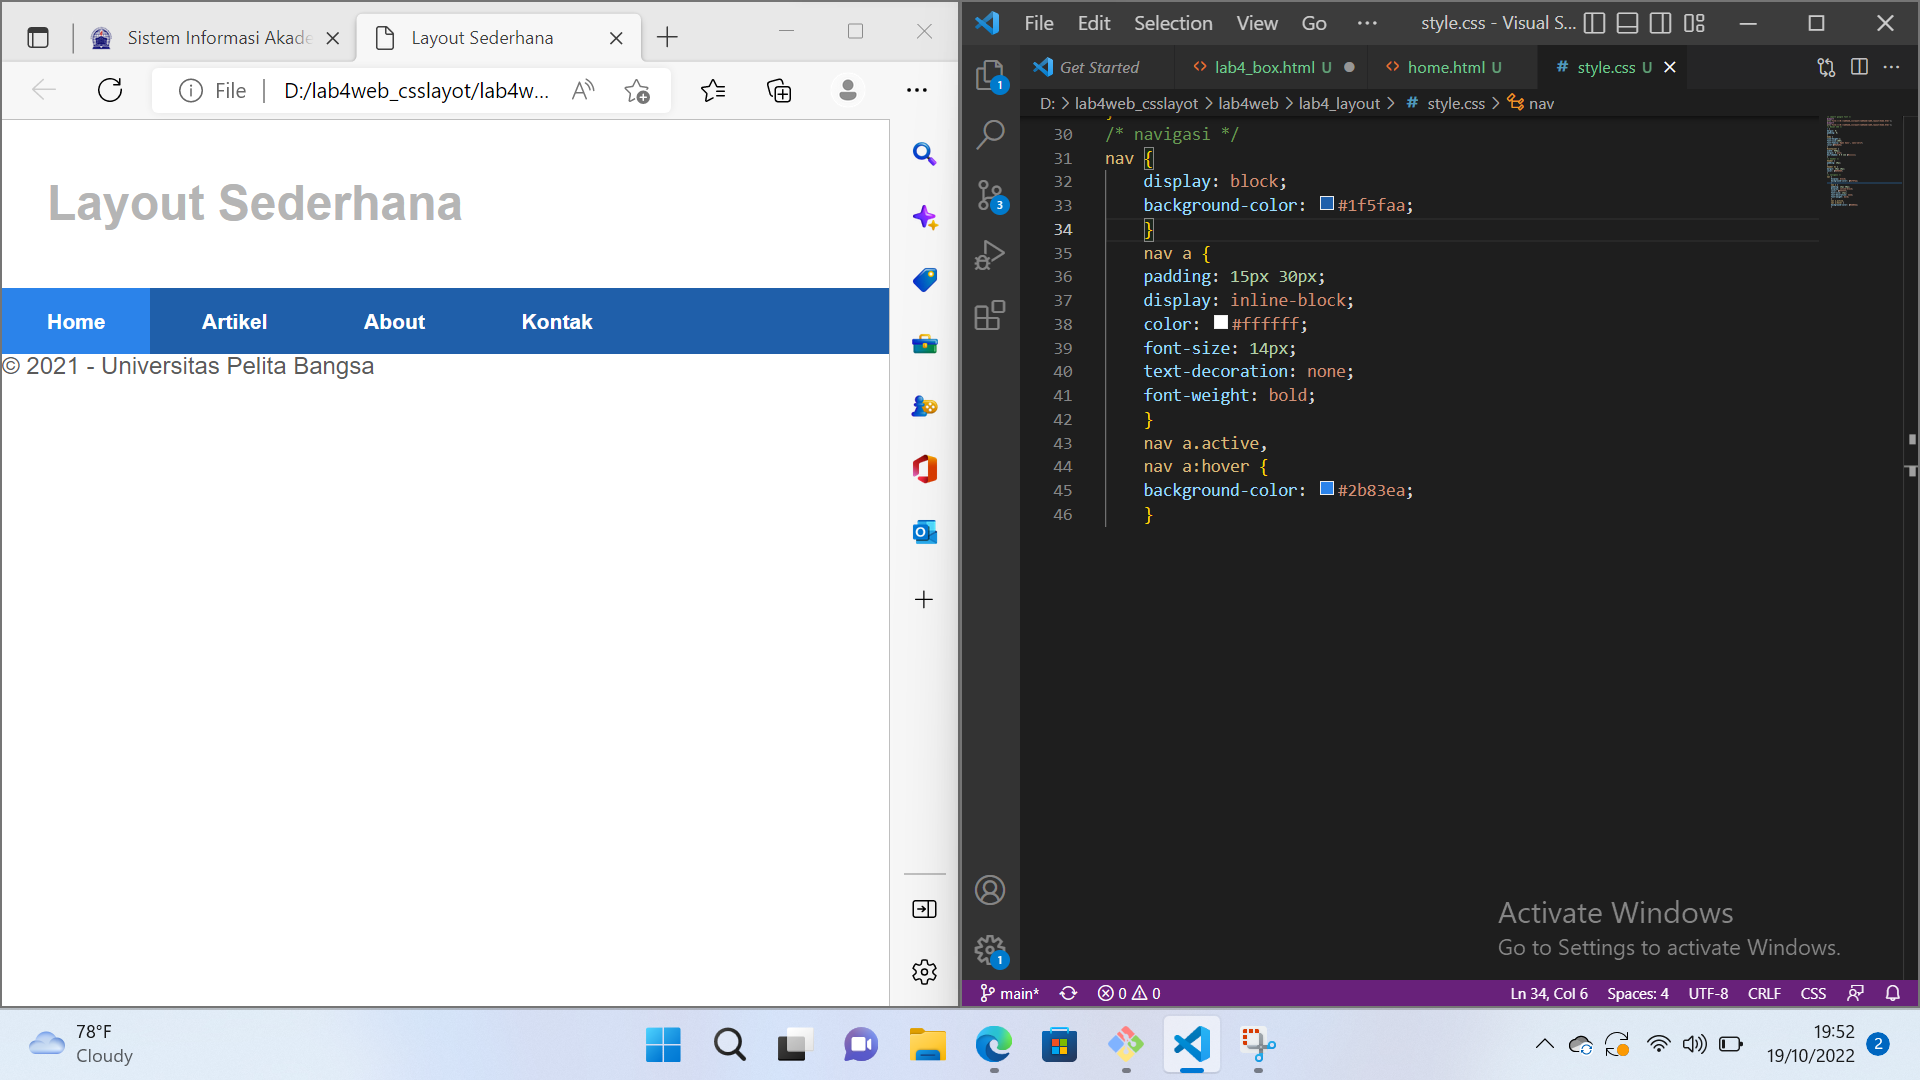 Sistem Informasi Akade
Layout Sederhana
File
D:/lab4web_csslayot/lab4w...
Layout Sederhana
Home Artikel About Kontak
© 2021 - Universitas Pelita Bangsa
File Edit Selection View Go ···
style.css - Visual S...
Get Started
lab4_box.html U
home.html U
# style.css U
D: > lab4web_csslayot > lab4web > lab4_layout > # style.css > nav
30 /* navigasi */
31 nav {
32 display: block;
33 background-color: #1f5faa;
34 }
35 nav a {
36 padding: 15px 30px;
37 display: inline-block;
38 color: #ffffff;
39 font-size: 14px;
40 text-decoration: none;
41 font-weight: bold;
42 }
43 nav a.active,
44 nav a:hover {
45 background-color: #2b83ea;
46 }
1
3
1
Activate Windows
Go to Settings to activate Windows.
main* 0 0
Ln 34, Col 6 Spaces: 4 UTF-8 CRLF CSS
78°F
Cloudy
19:52
19/10/2022
2